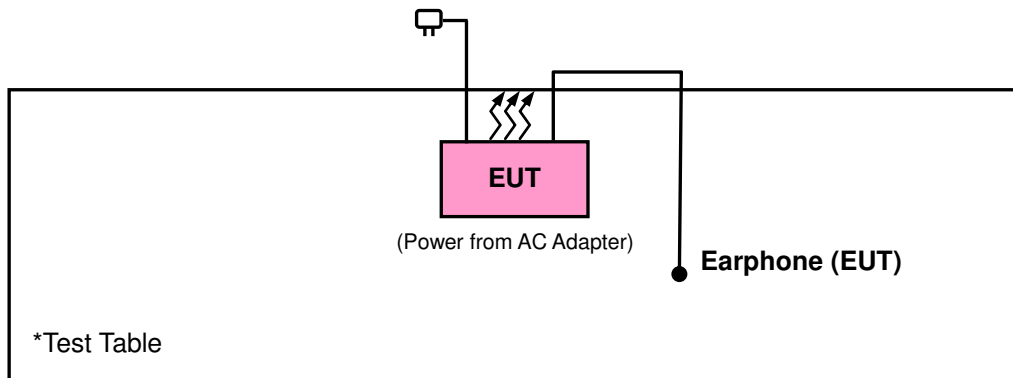 EUT
(Power from AC Adapter)
Earphone (EUT)
*Test Table